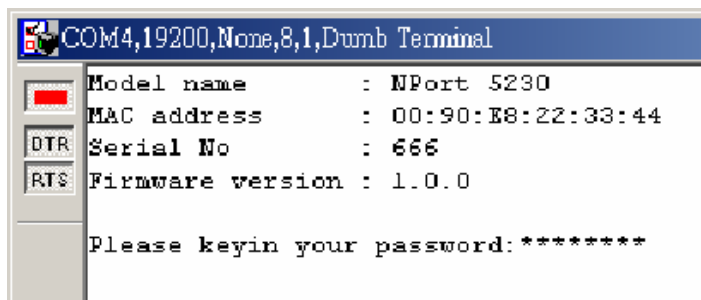 COM4,19200,None,8,1,Dumb Terminal
Model name : NPort 5230
MAC address : 00:90:E8:22:33:44
DTR
Serial No : 666
RTS
Firmware version : 1.0.0
Please keyin your password:********